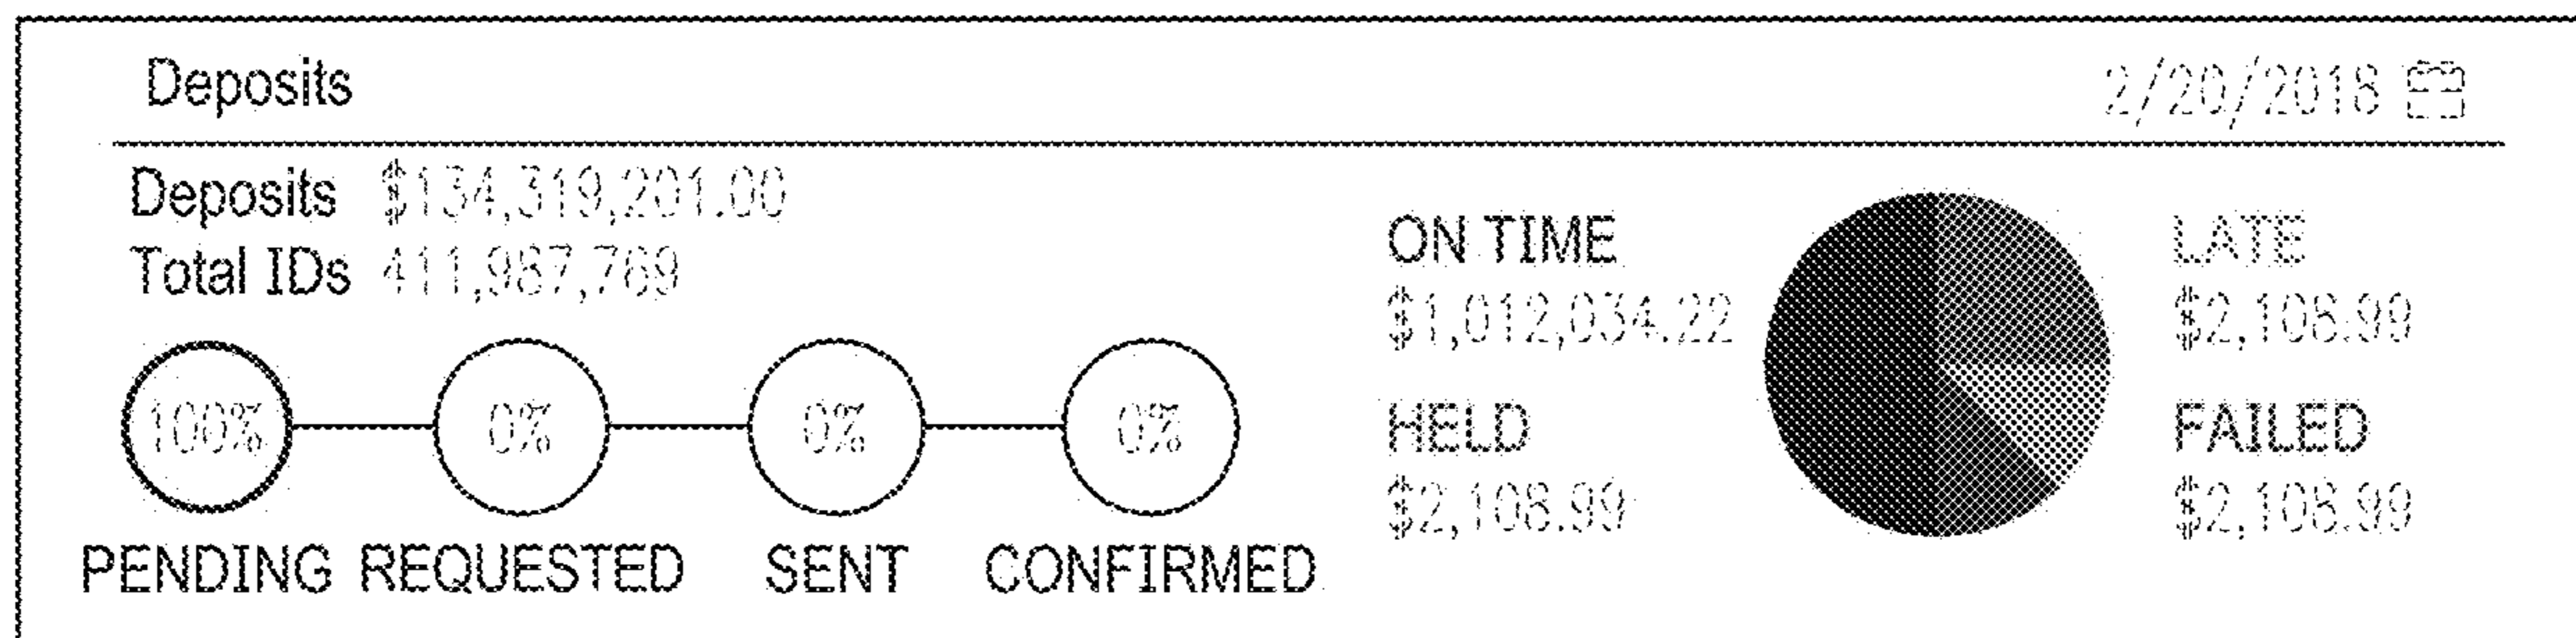 Deposits 2/20/2018
Deposits $134,319,201.00
Total IDs 411,987,769
100% 0% 0% 0%
PENDING REQUESTED SENT CONFIRMED
ON TIME
$1,012,034.22
HELD
$2,108.99
LATE
$2,108.99
FAILED
$2,108.99